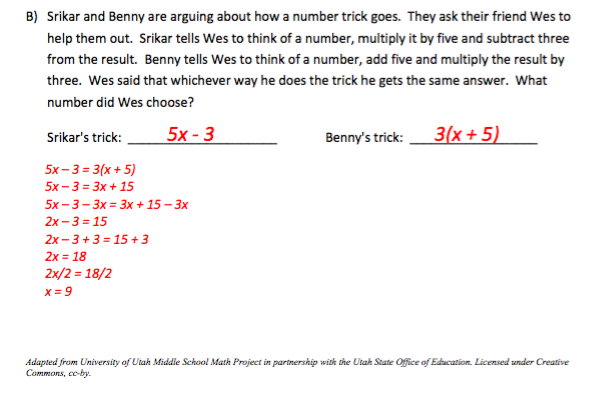 B) Srikar and Benny are arguing about how a number trick goes. They ask their friend Wes to
help them out. Srikar tells Wes to think of a number, multiply it by five and subtract three
from the result. Benny tells Wes to think of a number, add five and multiply the result by
three. Wes said that whichever way he does the trick he gets the same answer. What
number did Wes choose?
Srikar's trick: 5x - 3 Benny's trick: 3(x + 5)
5x – 3 = 3(x + 5)
5x – 3 = 3x + 15
5x – 3 – 3x = 3x + 15 – 3x
2x – 3 = 15
2x – 3 + 3 = 15 + 3
2x = 18
2x/2 = 18/2
x = 9
Adapted from University of Utah Middle School Math Project in partnership with the Utah State Office of Education. Licensed under Creative
Commons, cc-by.